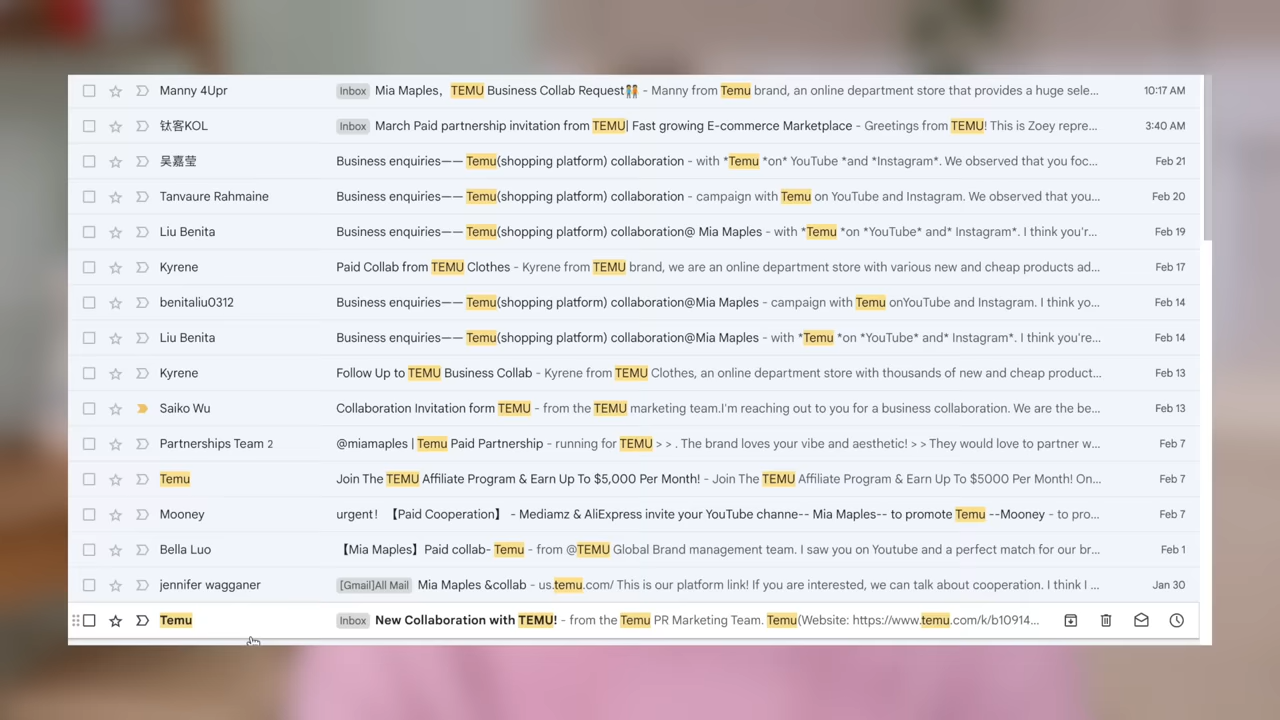 Manny 4Upr Inbox Mia Maples，TEMU Business Collab Request - Manny from Temu brand, an online department store that provides a huge sele... 10:17 AM
钛客KOL Inbox March Paid partnership invitation from TEMU| Fast growing E-commerce Marketplace - Greetings from TEMU! This is Zoey repre... 3:40 AM
吴嘉莹 Business enquiries—— Temu(shopping platform) collaboration - with *Temu *on* YouTube *and *Instagram*. We observed that you foc... Feb 21
Tanvaure Rahmaine Business enquiries—— Temu(shopping platform) collaboration - campaign with Temu on YouTube and Instagram. We observed that you... Feb 20
Liu Benita Business enquiries—— Temu(shopping platform) collaboration@ Mia Maples - with *Temu *on *YouTube* and* Instagram*. I think you'r... Feb 19
Kyrene Paid Collab from TEMU Clothes - Kyrene from TEMU brand, we are an online department store with various new and cheap products ad... Feb 17
benitaliu0312 Business enquiries—— Temu(shopping platform) collaboration@Mia Maples - campaign with Temu onYouTube and Instagram. I think yo... Feb 14
Liu Benita Business enquiries—— Temu(shopping platform) collaboration@Mia Maples - with *Temu *on *YouTube* and* Instagram*. I think you're... Feb 14
Kyrene Follow Up to TEMU Business Collab - Kyrene from TEMU Clothes, an online department store with thousands of new and cheap product... Feb 13
Saiko Wu Collaboration Invitation form TEMU - from the TEMU marketing team.I'm reaching out to you for a business collaboration. We are the be... Feb 13
Partnerships Team 2 @miamaples | Temu Paid Partnership - running for TEMU > > . The brand loves your vibe and aesthetic! > > They would love to partner w... Feb 7
Temu Join The TEMU Affiliate Program & Earn Up To $5,000 Per Month! - Join The TEMU Affiliate Program & Earn Up To $5000 Per Month! On... Feb 7
Mooney urgent！【Paid Cooperation】 - Mediamz & AliExpress invite your YouTube channe-- Mia Maples-- to promote Temu --Mooney - to pro... Feb 7
Bella Luo 【Mia Maples】Paid collab- Temu - from @TEMU Global Brand management team. I saw you on Youtube and a perfect match for our br... Feb 1
jennifer wagganer [Gmail]All Mail Mia Maples &collab - us.temu.com/ This is our platform link! If you are interested, we can talk about cooperation. I think I ... Jan 30
Temu Inbox New Collaboration with TEMU! - from the Temu PR Marketing Team. Temu(Website: https://www.temu.com/k/b10914...